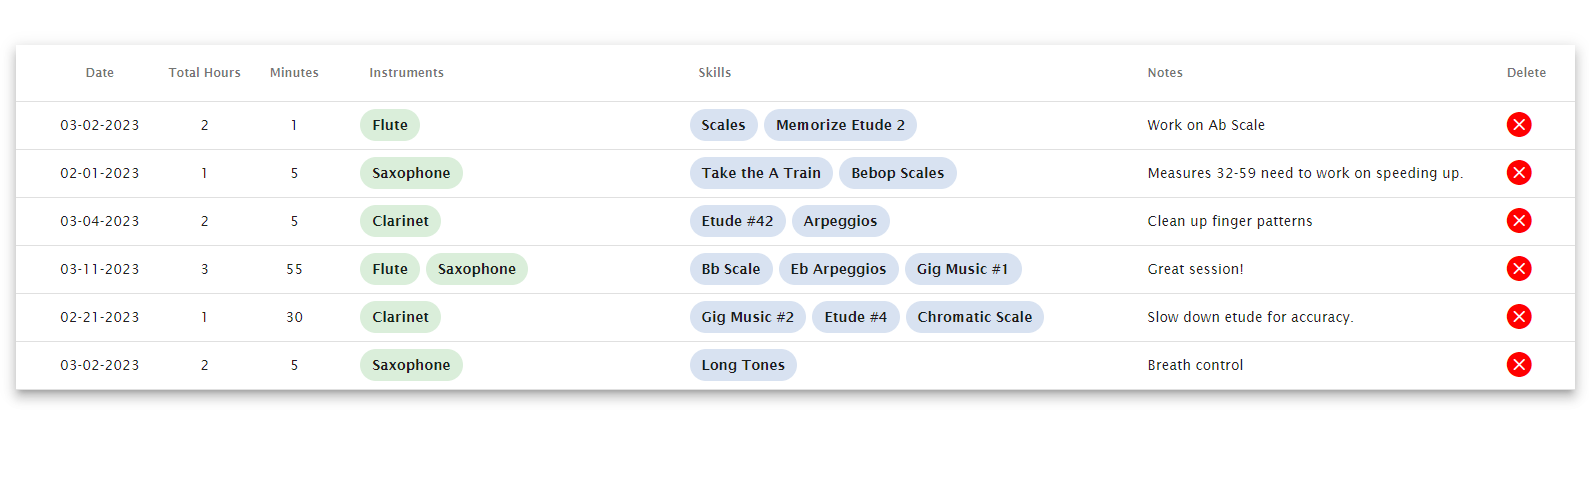 Date Total Hours Minutes Instruments Skills Notes Delete
03-02-2023 2 1 Flute Scales Memorize Etude 2 Work on Ab Scale
02-01-2023 1 5 Saxophone Take the A Train Bebop Scales Measures 32-59 need to work on speeding up.
03-04-2023 2 5 Clarinet Etude #42 Arpeggios Clean up finger patterns
03-11-2023 3 55 Flute Saxophone Bb Scale Eb Arpeggios Gig Music #1 Great session!
02-21-2023 1 30 Clarinet Gig Music #2 Etude #4 Chromatic Scale Slow down etude for accuracy.
03-02-2023 2 5 Saxophone Long Tones Breath control